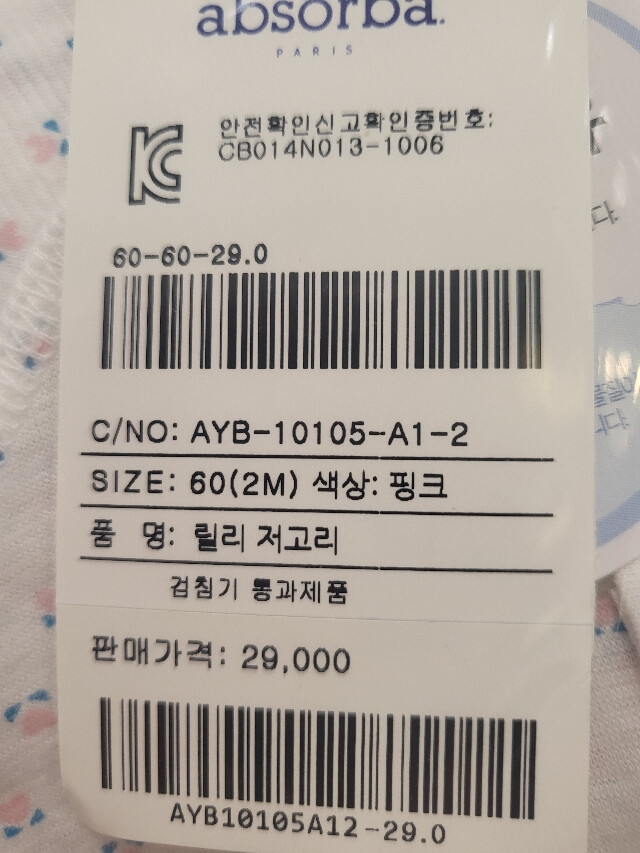 absorba.
PARIS
안전확인신고확인증번호:
CB014N013-1006
60-60-29.0
C/NO: AYB-10105-A1-2
SIZE: 60(2M) 색상: 핑크
품 명: 릴리 저고리
검침기 통과제품
판매가격: 29,000
AYB10105A12-29.0